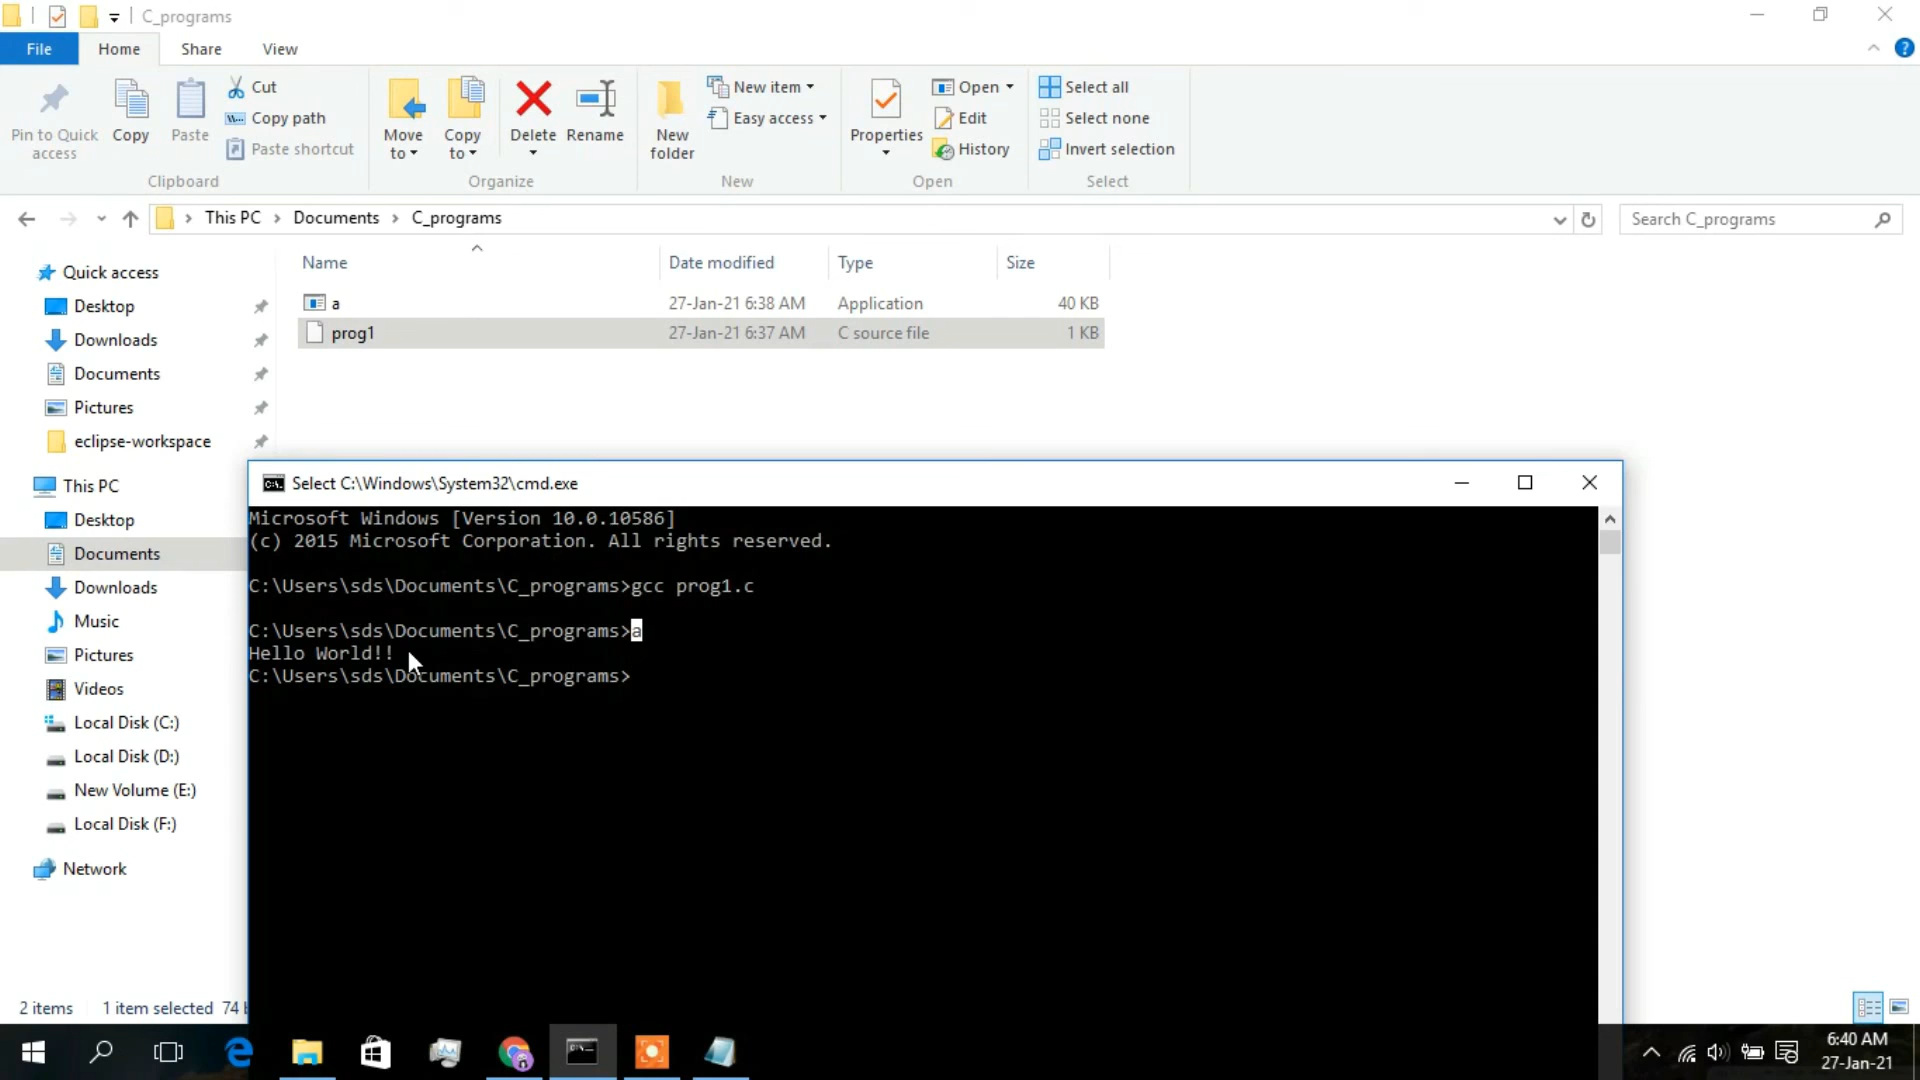 C_programs
File Home Share View
Pin to Quick access
Copy
Paste
Cut
Copy path
Paste shortcut
Clipboard
Move to
Copy to
Delete
Rename
Organize
New folder
New item
Easy access
New
Properties
Open
Edit
History
Open
Select all
Select none
Invert selection
Select
This PC > Documents > C_programs
Search C_programs
Name Date modified Type Size
a 27-Jan-21 6:38 AM Application 40 KB
prog1 27-Jan-21 6:37 AM C source file 1 KB
Quick access
Desktop
Downloads
Documents
Pictures
eclipse-workspace
This PC
Desktop
Documents
Downloads
Music
Pictures
Videos
Local Disk (C:)
Local Disk (D:)
New Volume (E:)
Local Disk (F:)
Network
Select C:\Windows\System32\cmd.exe
Microsoft Windows [Version 10.0.10586]
(c) 2015 Microsoft Corporation. All rights reserved.
C:\Users\sds\Documents\C_programs>gcc prog1.c
C:\Users\sds\Documents\C_programs>a
Hello World!!
C:\Users\sds\Documents\C_programs>
2 items 1 item selected 74
6:40 AM
27-Jan-21